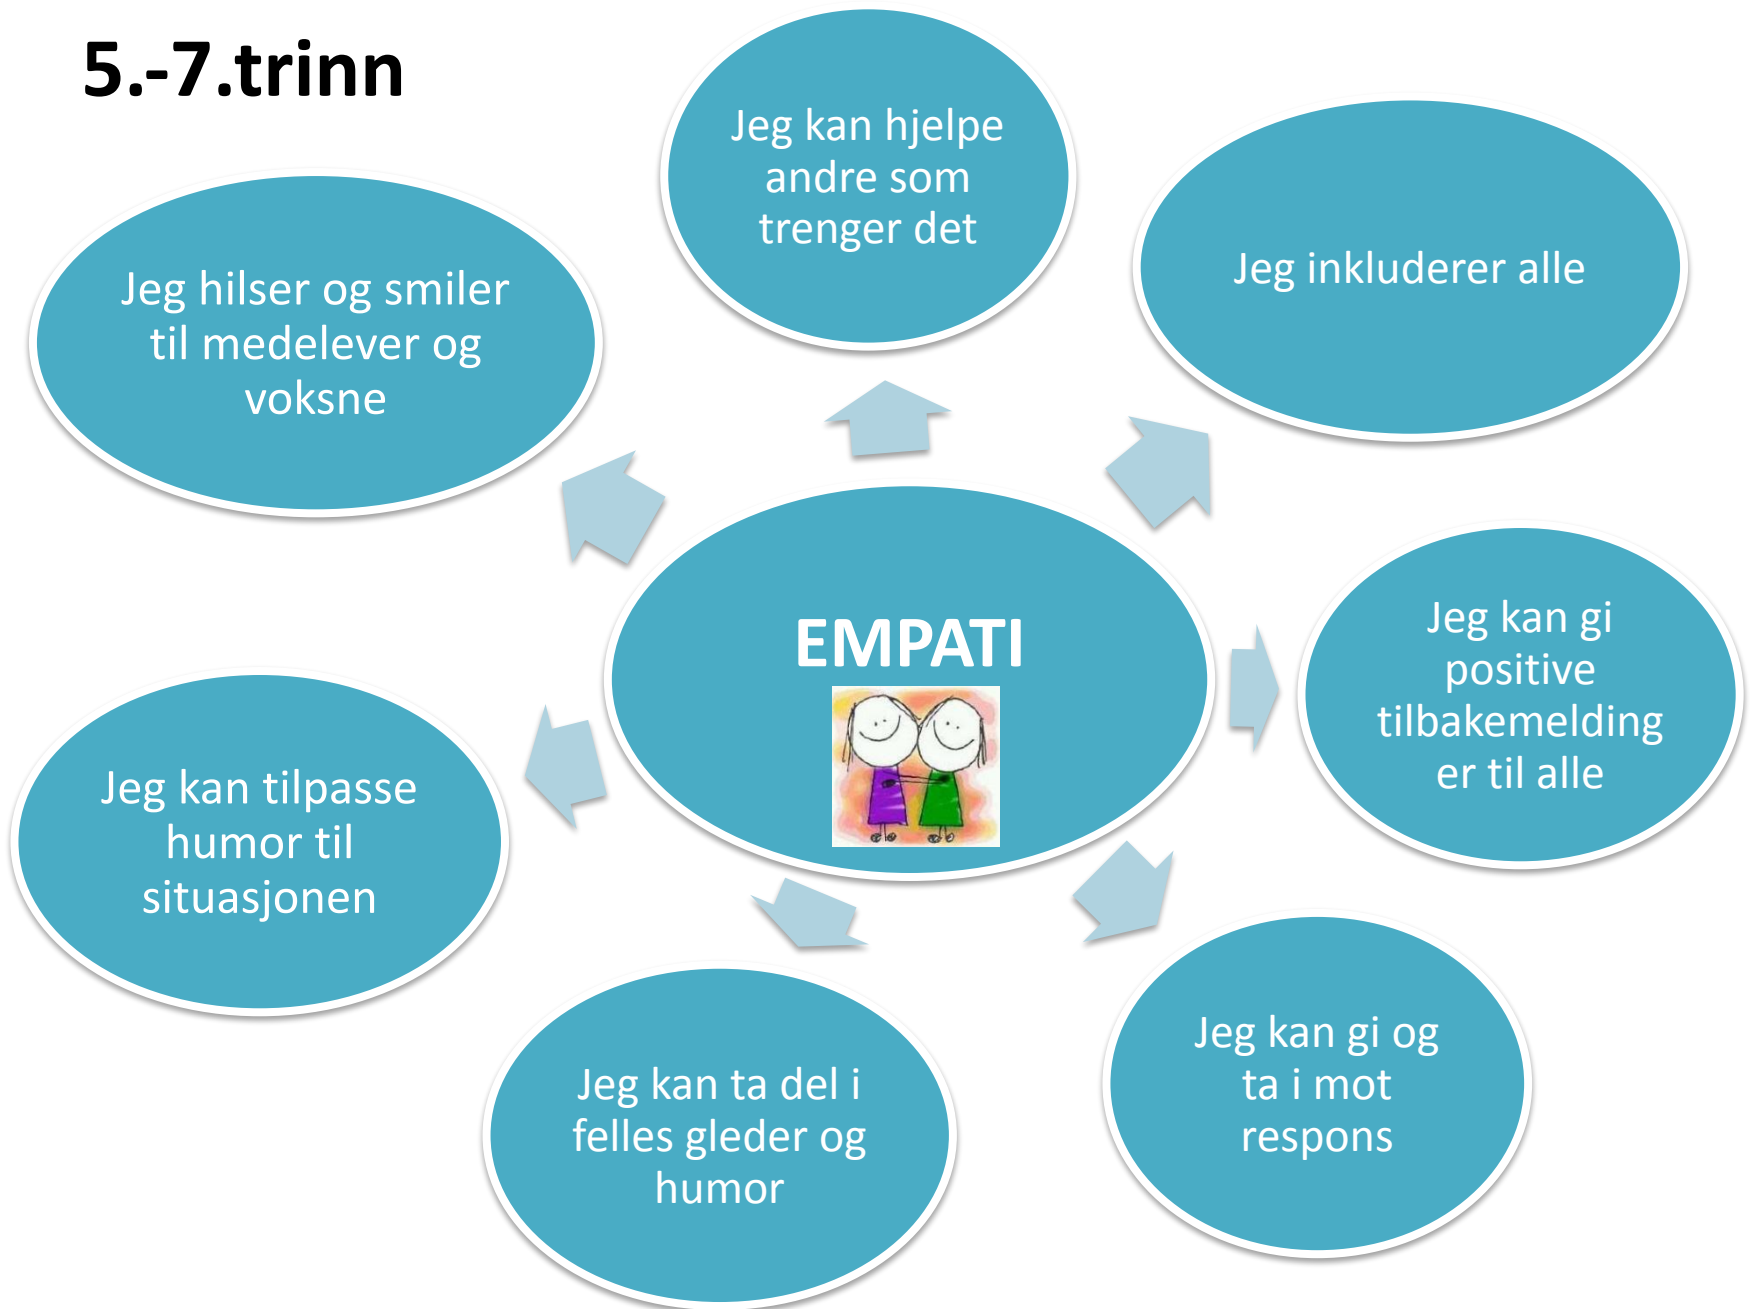 5.-7.trinn
Jeg kan hjelpe
andre som
trenger det
Jeg inkluderer alle
Jeg hilser og smiler
til medelever og
voksne
EMPATI
Jeg kan gi
positive
tilbakemelding
er til alle
Jeg kan tilpasse
humor til
situasjonen
Jeg kan gi og
ta i mot
respons
Jeg kan ta del i
felles gleder og
humor